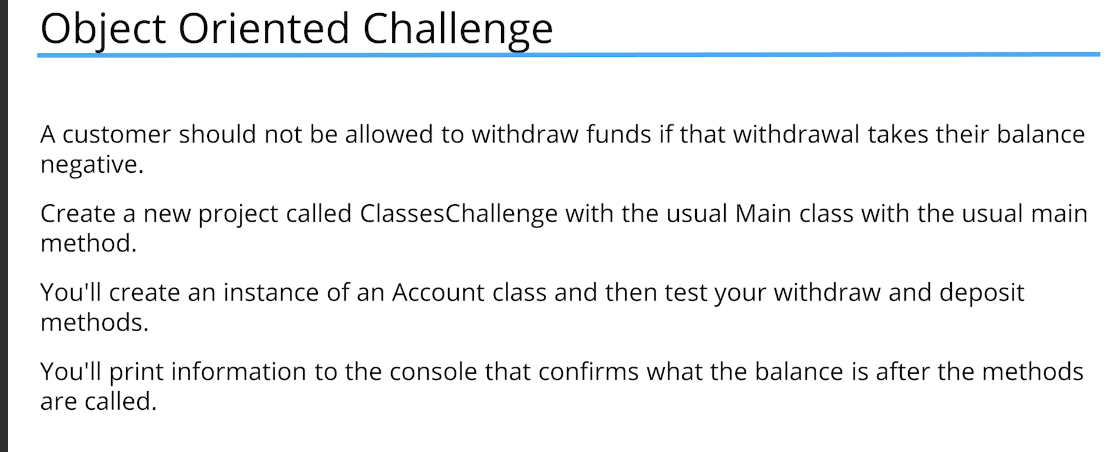 Object Oriented Challenge
A customer should not be allowed to withdraw funds if that withdrawal takes their balance
negative.
Create a new project called ClassesChallenge with the usual Main class with the usual main
method.
You'll create an instance of an Account class and then test your withdraw and deposit
methods.
You'll print information to the console that confirms what the balance is after the methods
are called.